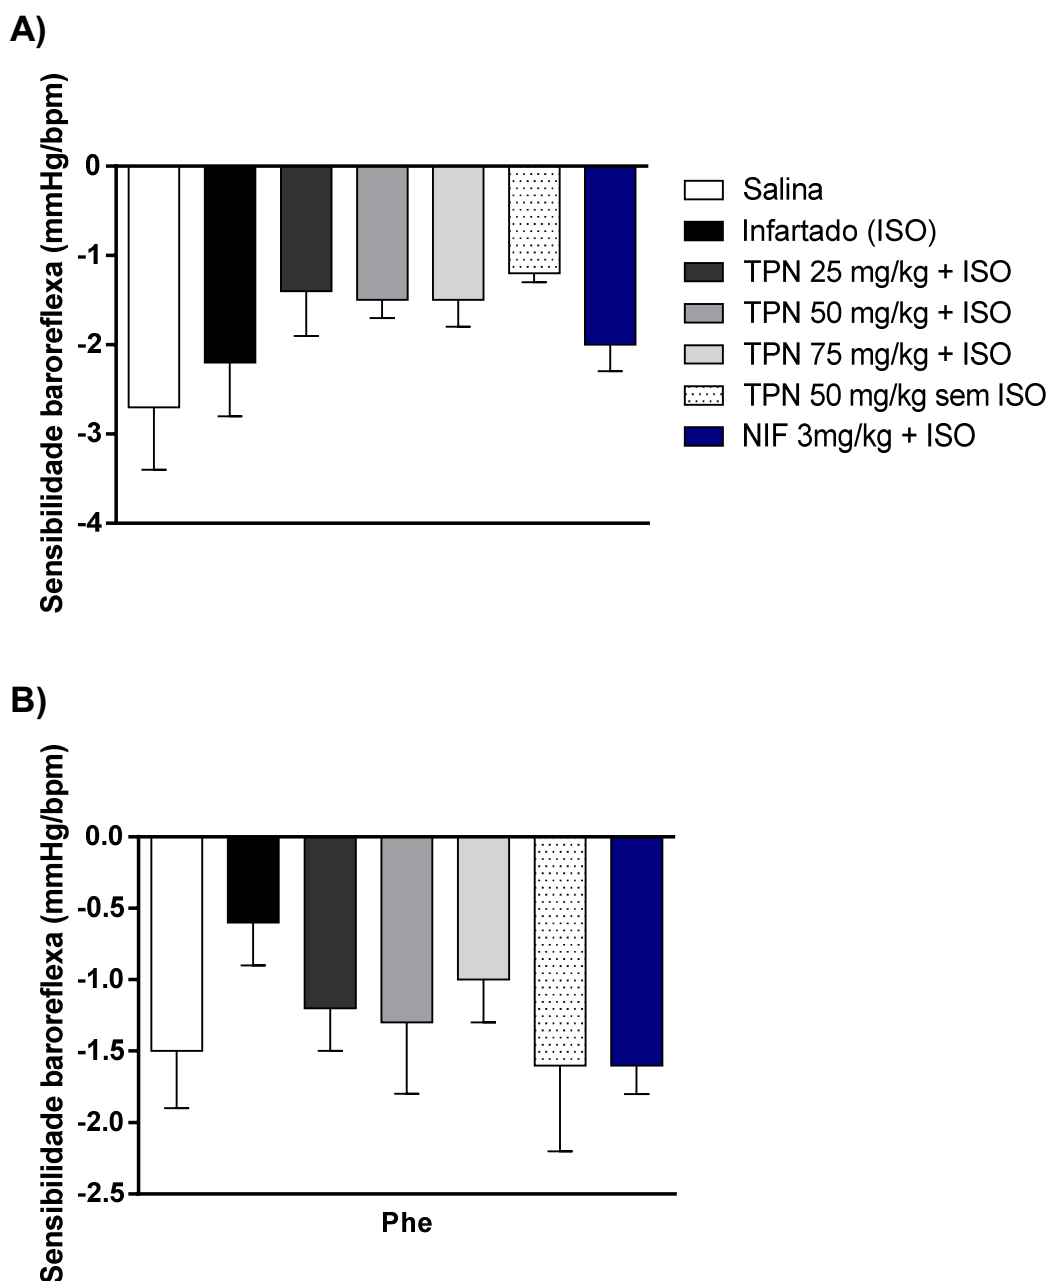 A)
Sensibilidade baroreflexa (mmHg/bpm)
0
-1
-2
-3
-4
Salina
Infartado (ISO)
TPN 25 mg/kg + ISO
TPN 50 mg/kg + ISO
TPN 75 mg/kg + ISO
TPN 50 mg/kg sem ISO
NIF 3mg/kg + ISO
B)
Sensibilidade baroreflexa (mmHg/bpm)
0.0
-0.5
-1.0
-1.5
-2.0
-2.5
Phe